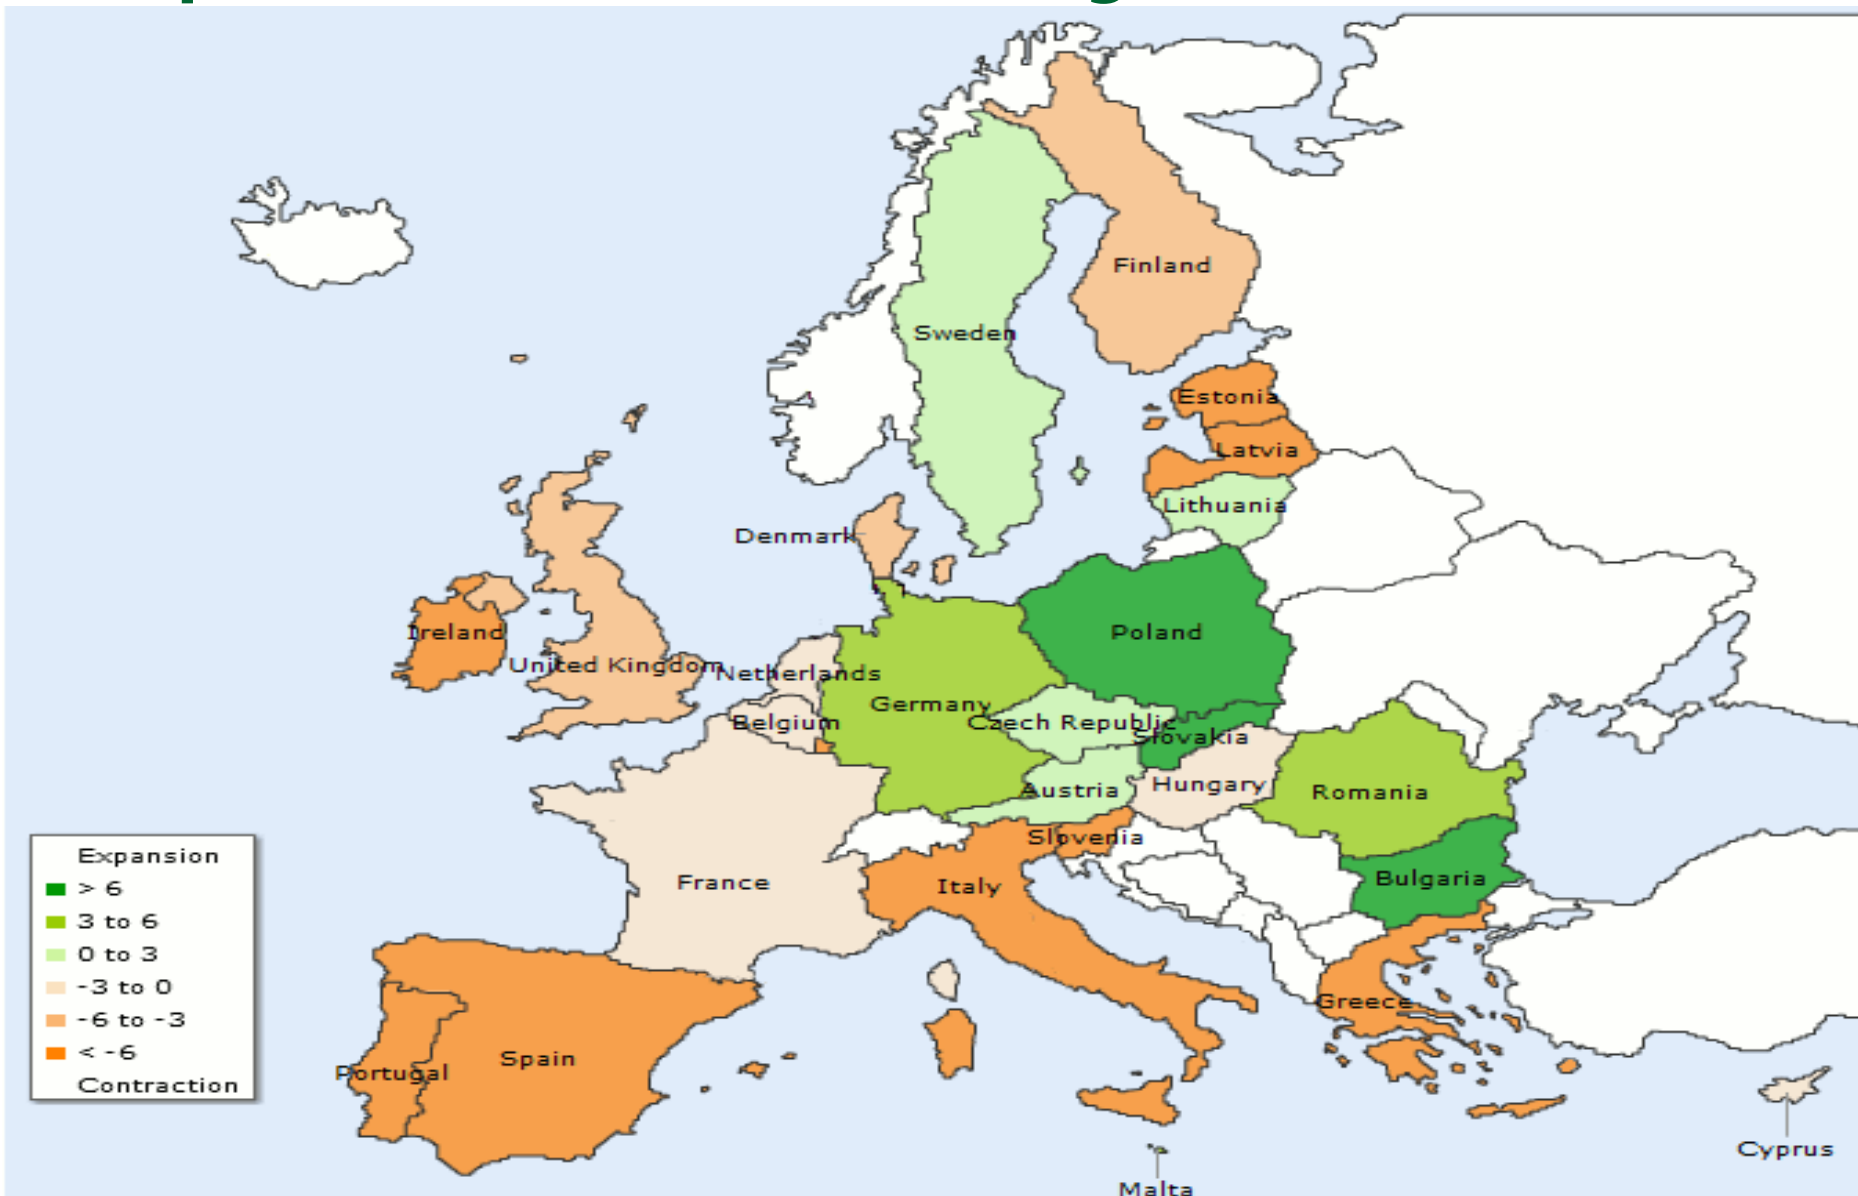 Finland
Sweden
Estonia
Latvia
Lithuania
Denmark
Ireland
United Kingdom
Netherlands
Poland
Germany
Belgium
Czech Republic
Slovakia
Austria
Hungary
Romania
Slovenia
France
Italy
Bulgaria
Greece
Spain
Portugal
Cyprus
Malta
Expansion
> 6
3 to 6
0 to 3
-3 to 0
-6 to -3
< -6
Contraction